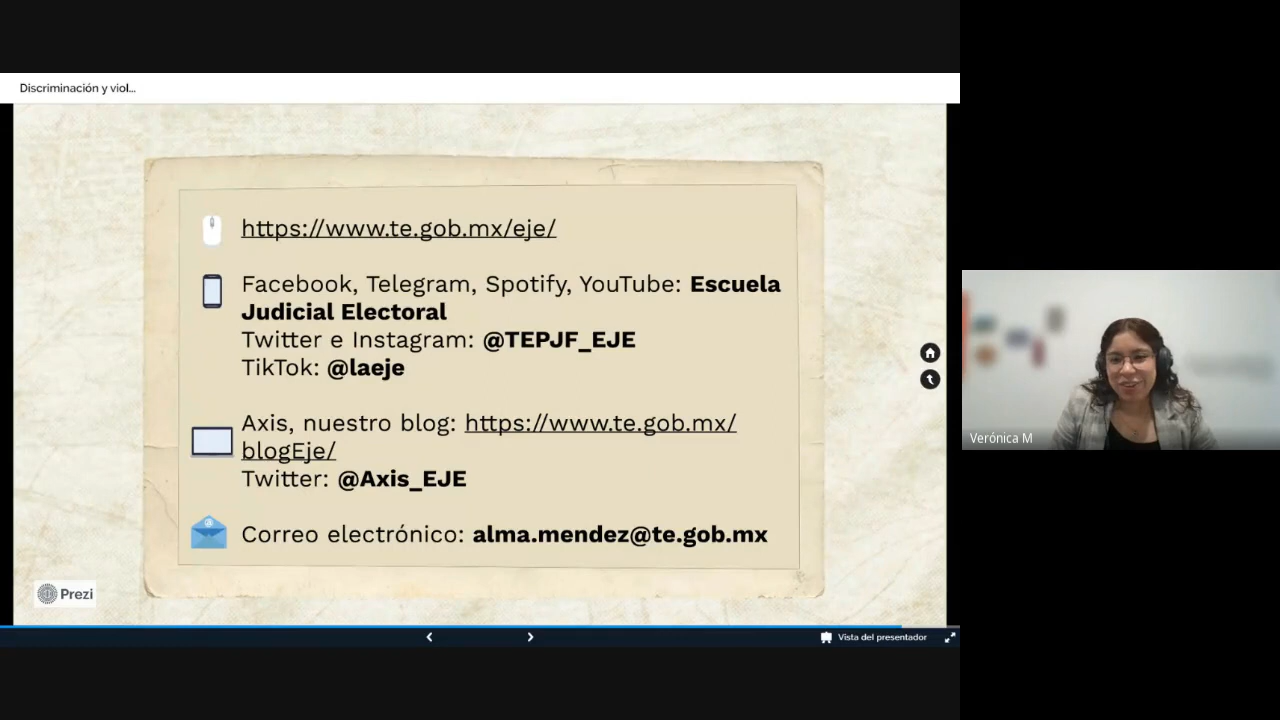 Discriminación y viol...
https://www.te.gob.mx/eje/
Facebook, Telegram, Spotify, YouTube: Escuela
Judicial Electoral
Twitter e Instagram: @TEPJF_EJE
TikTok: @laeje
Axis, nuestro blog: https://www.te.gob.mx/
blogEje/
Twitter: @Axis_EJE
Correo electrónico: alma.mendez@te.gob.mx
Prezi
Vista del presentador
Verónica M